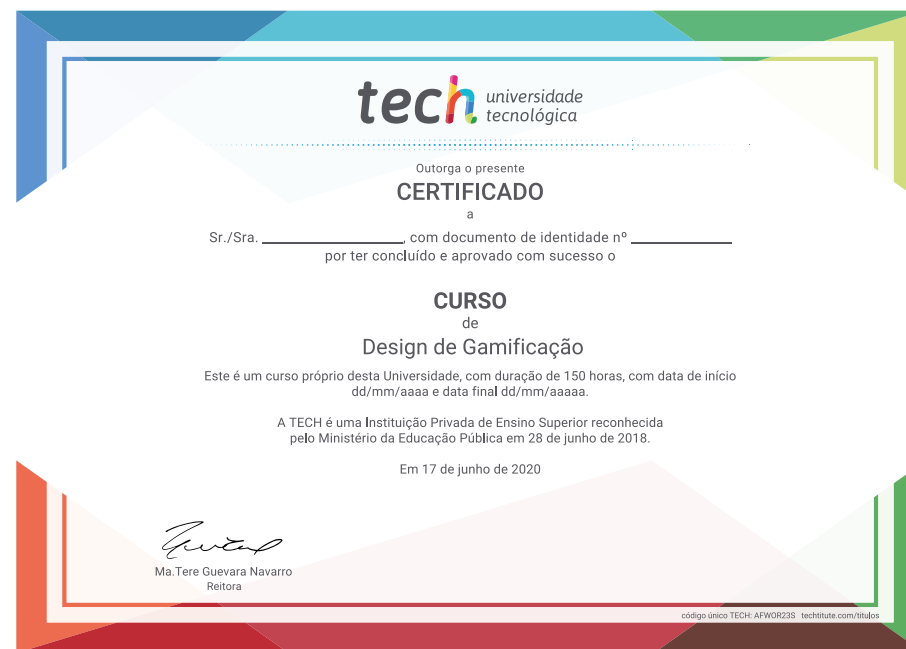 tech universidade
tecnológica
Outorga o presente
CERTIFICADO
a
Sr./Sra. ________________, com documento de identidade nº ____________
por ter concluído e aprovado com sucesso o
CURSO
de
Design de Gamificação
Este é um curso próprio desta Universidade, com duração de 150 horas, com data de início
dd/mm/aaaa e data final dd/mm/aaaaa.
A TECH é uma Instituição Privada de Ensino Superior reconhecida
pelo Ministério da Educação Pública em 28 de junho de 2018.
Em 17 de junho de 2020
Ma.Tere Guevara Navarro
Reitora
código único TECH: AFWOR23S techtitute.com/titulos